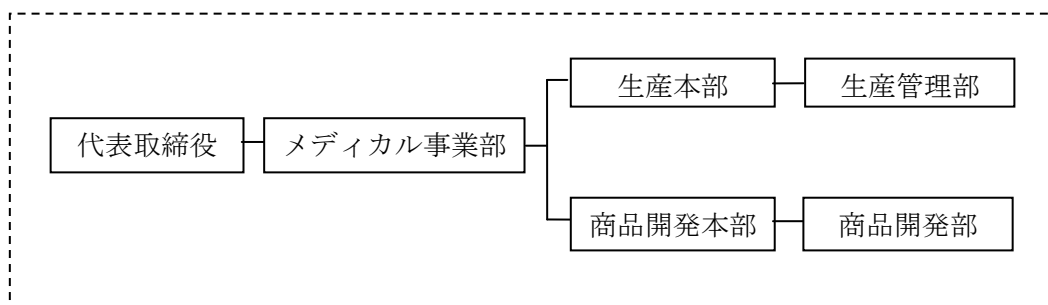 生産本部
生産管理部
代表取締役
メディカル事業部
商品開発本部
商品開発部